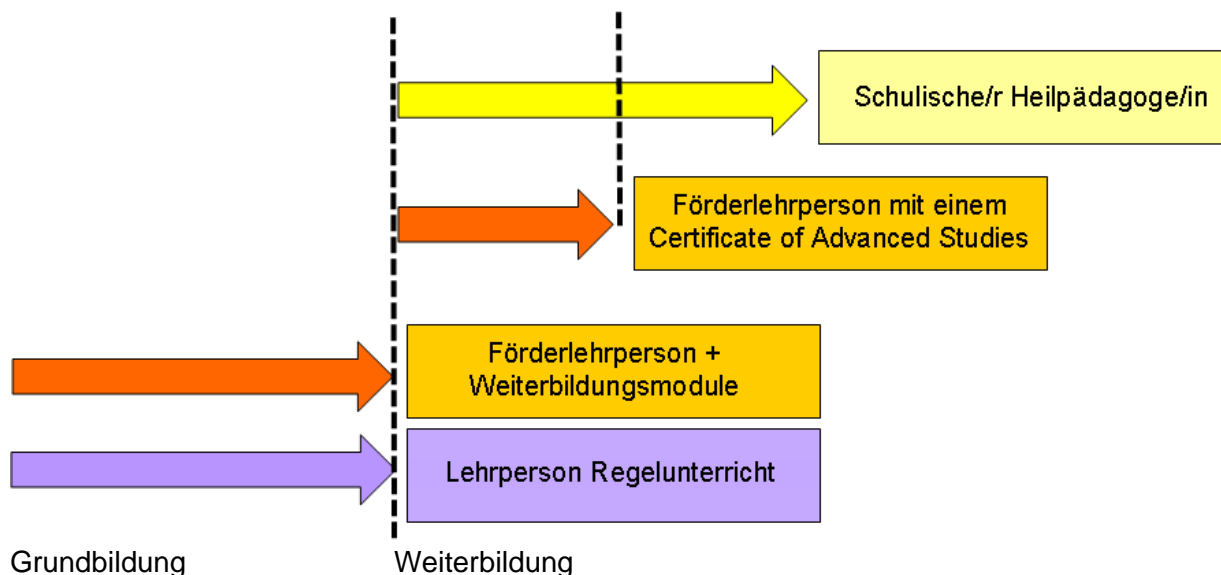 Schulische/r Heilpädagoge/in
Förderlehrperson mit einem
Certificate of Advanced Studies
Förderlehrperson +
Weiterbildungsmodule
Lehrperson Regelunterricht
Grundbildung
Weiterbildung